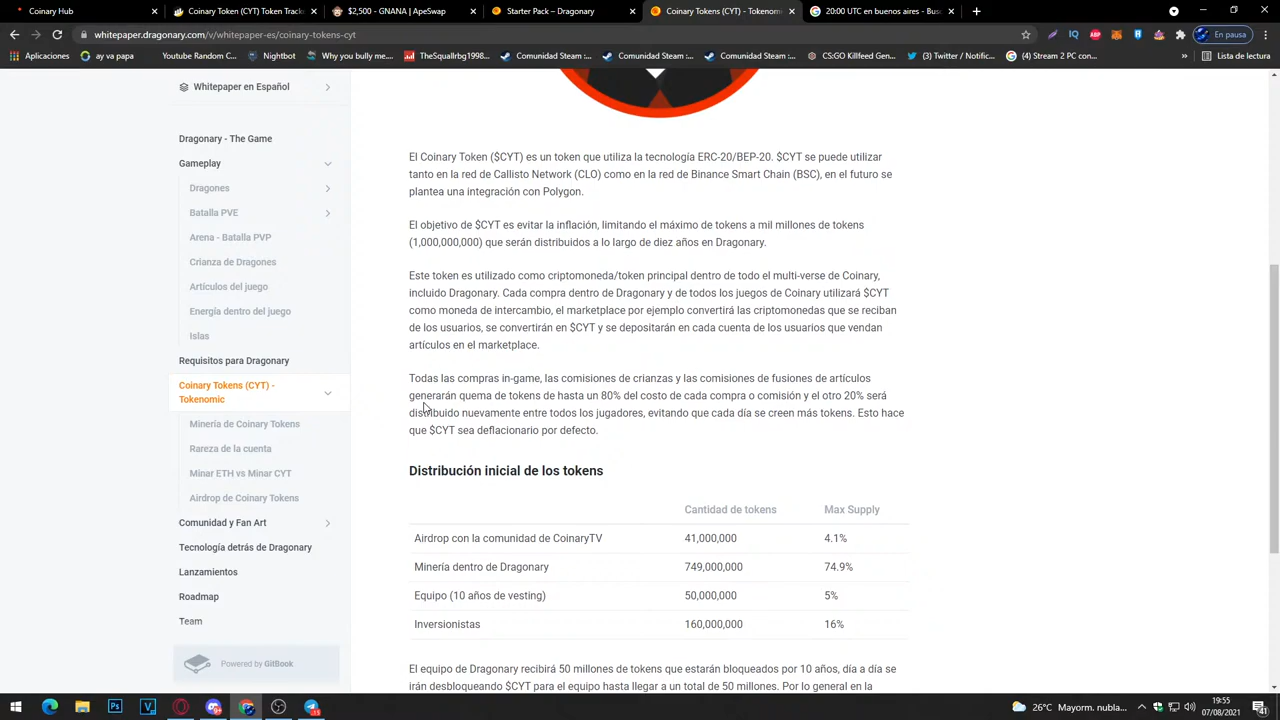 Coinary Hub
Coinary (CYT) Token Track
$2,500 - GNANA | ApeSwap
Starter Pack – Dragonary
Coinary Tokens (CYT) - Tokenom
20:00 UTC en buenos aires - Bus
En pausa
whitepaper.dragonary.com/v/whitepaper-es/coinary-tokens-cyt
Aplicaciones
ay va papa
Youtube Random C...
Nightbot
Why you bully me....
TheSquallrbg1998...
Comunidad Steam :...
Comunidad Steam :...
Comunidad Steam :...
CS:GO Killfeed Gen...
(3) Twitter / Notific...
(4) Stream 2 PC con...
»
Lista de lectura
Whitepaper en Español
Dragonary - The Game
Gameplay
Dragones
Batalla PVE
Arena - Batalla PVP
Crianza de Dragones
Artículos del juego
Energía dentro del juego
Islas
Requisitos para Dragonary
Coinary Tokens (CYT) -
Tokenomic
Minería de Coinary Tokens
Rareza de la cuenta
Minar ETH vs Minar CYT
Airdrop de Coinary Tokens
Comunidad y Fan Art
Tecnología detrás de Dragonary
Lanzamientos
Roadmap
Team
Powered by GitBook
El Coinary Token ($CYT) es un token que utiliza la tecnología ERC-20/BEP-20. $CYT se puede utilizar
tanto en la red de Callisto Network (CLO) como en la red de Binance Smart Chain (BSC), en el futuro se
plantea una integración con Polygon.
El objetivo de $CYT es evitar la inflación, limitando el máximo de tokens a mil millones de tokens
(1,000,000,000) que serán distribuidos a lo largo de diez años en Dragonary.
Este token es utilizado como criptomoneda/token principal dentro de todo el multi-verse de Coinary,
incluido Dragonary. Cada compra dentro de Dragonary y de todos los juegos de Coinary utilizará $CYT
como moneda de intercambio, el marketplace por ejemplo convertirá las criptomonedas que se reciban
de los usuarios, se convertirán en $CYT y se depositarán en cada cuenta de los usuarios que vendan
artículos en el marketplace.
Todas las compras in-game, las comisiones de crianzas y las comisiones de fusiones de artículos
generarán quema de tokens de hasta un 80% del costo de cada compra o comisión y el otro 20% será
distribuido nuevamente entre todos los jugadores, evitando que cada día se creen más tokens. Esto hace
que $CYT sea deflacionario por defecto.
Distribución inicial de los tokens
Cantidad de tokens Max Supply
Airdrop con la comunidad de CoinaryTV 41,000,000 4.1%
Minería dentro de Dragonary 749,000,000 74.9%
Equipo (10 años de vesting) 50,000,000 5%
Inversionistas 160,000,000 16%
El equipo de Dragonary recibirá 50 millones de tokens que estarán bloqueados por 10 años, día a día se
irán desbloqueando $CYT para el equipo hasta llegar a un total de 50 millones. Por lo general en la
26°C Mayorm. nubla...
19:55
07/08/2021